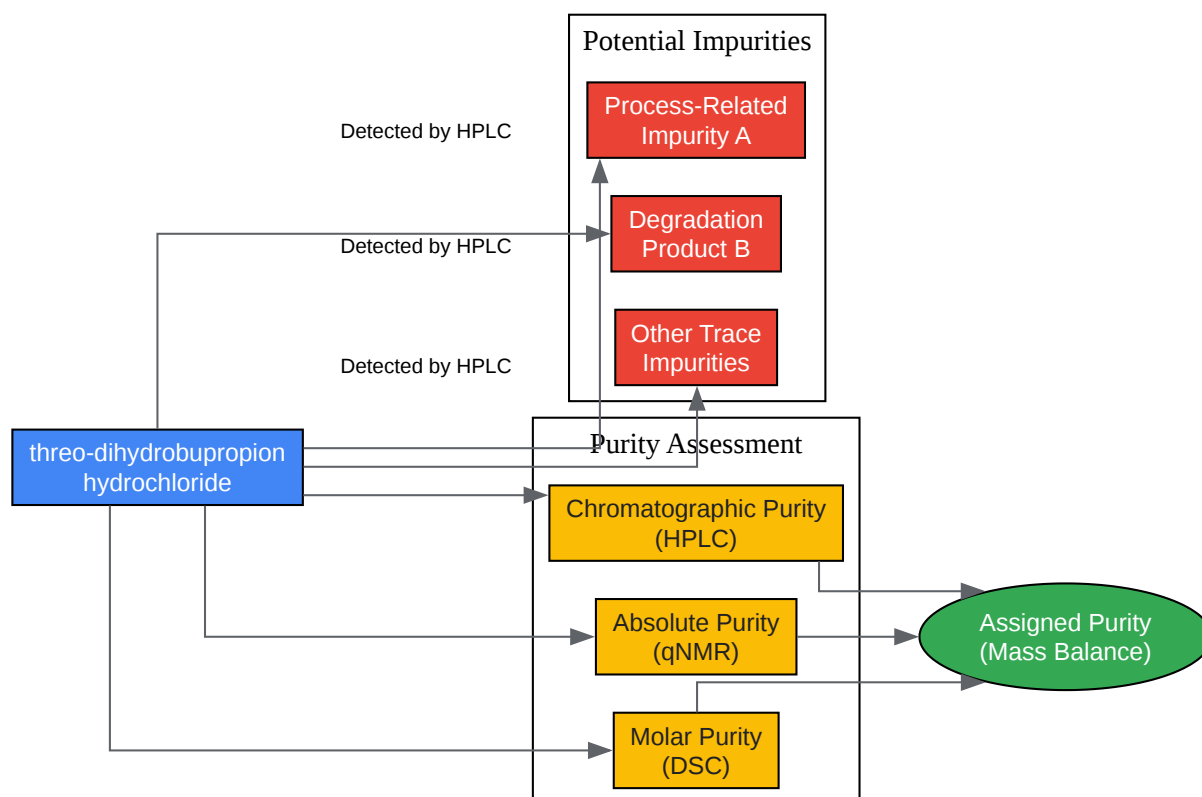 Potential Impurities
Detected by HPLC
Process-Related
Impurity A
Detected by HPLC
Degradation
Product B
Detected by HPLC
Other Trace
Impurities
threo-dihydrobupropion
hydrochloride
Purity Assessment
Chromatographic Purity
(HPLC)
Absolute Purity
(qNMR)
Molar Purity
(DSC)
Assigned Purity
(Mass Balance)